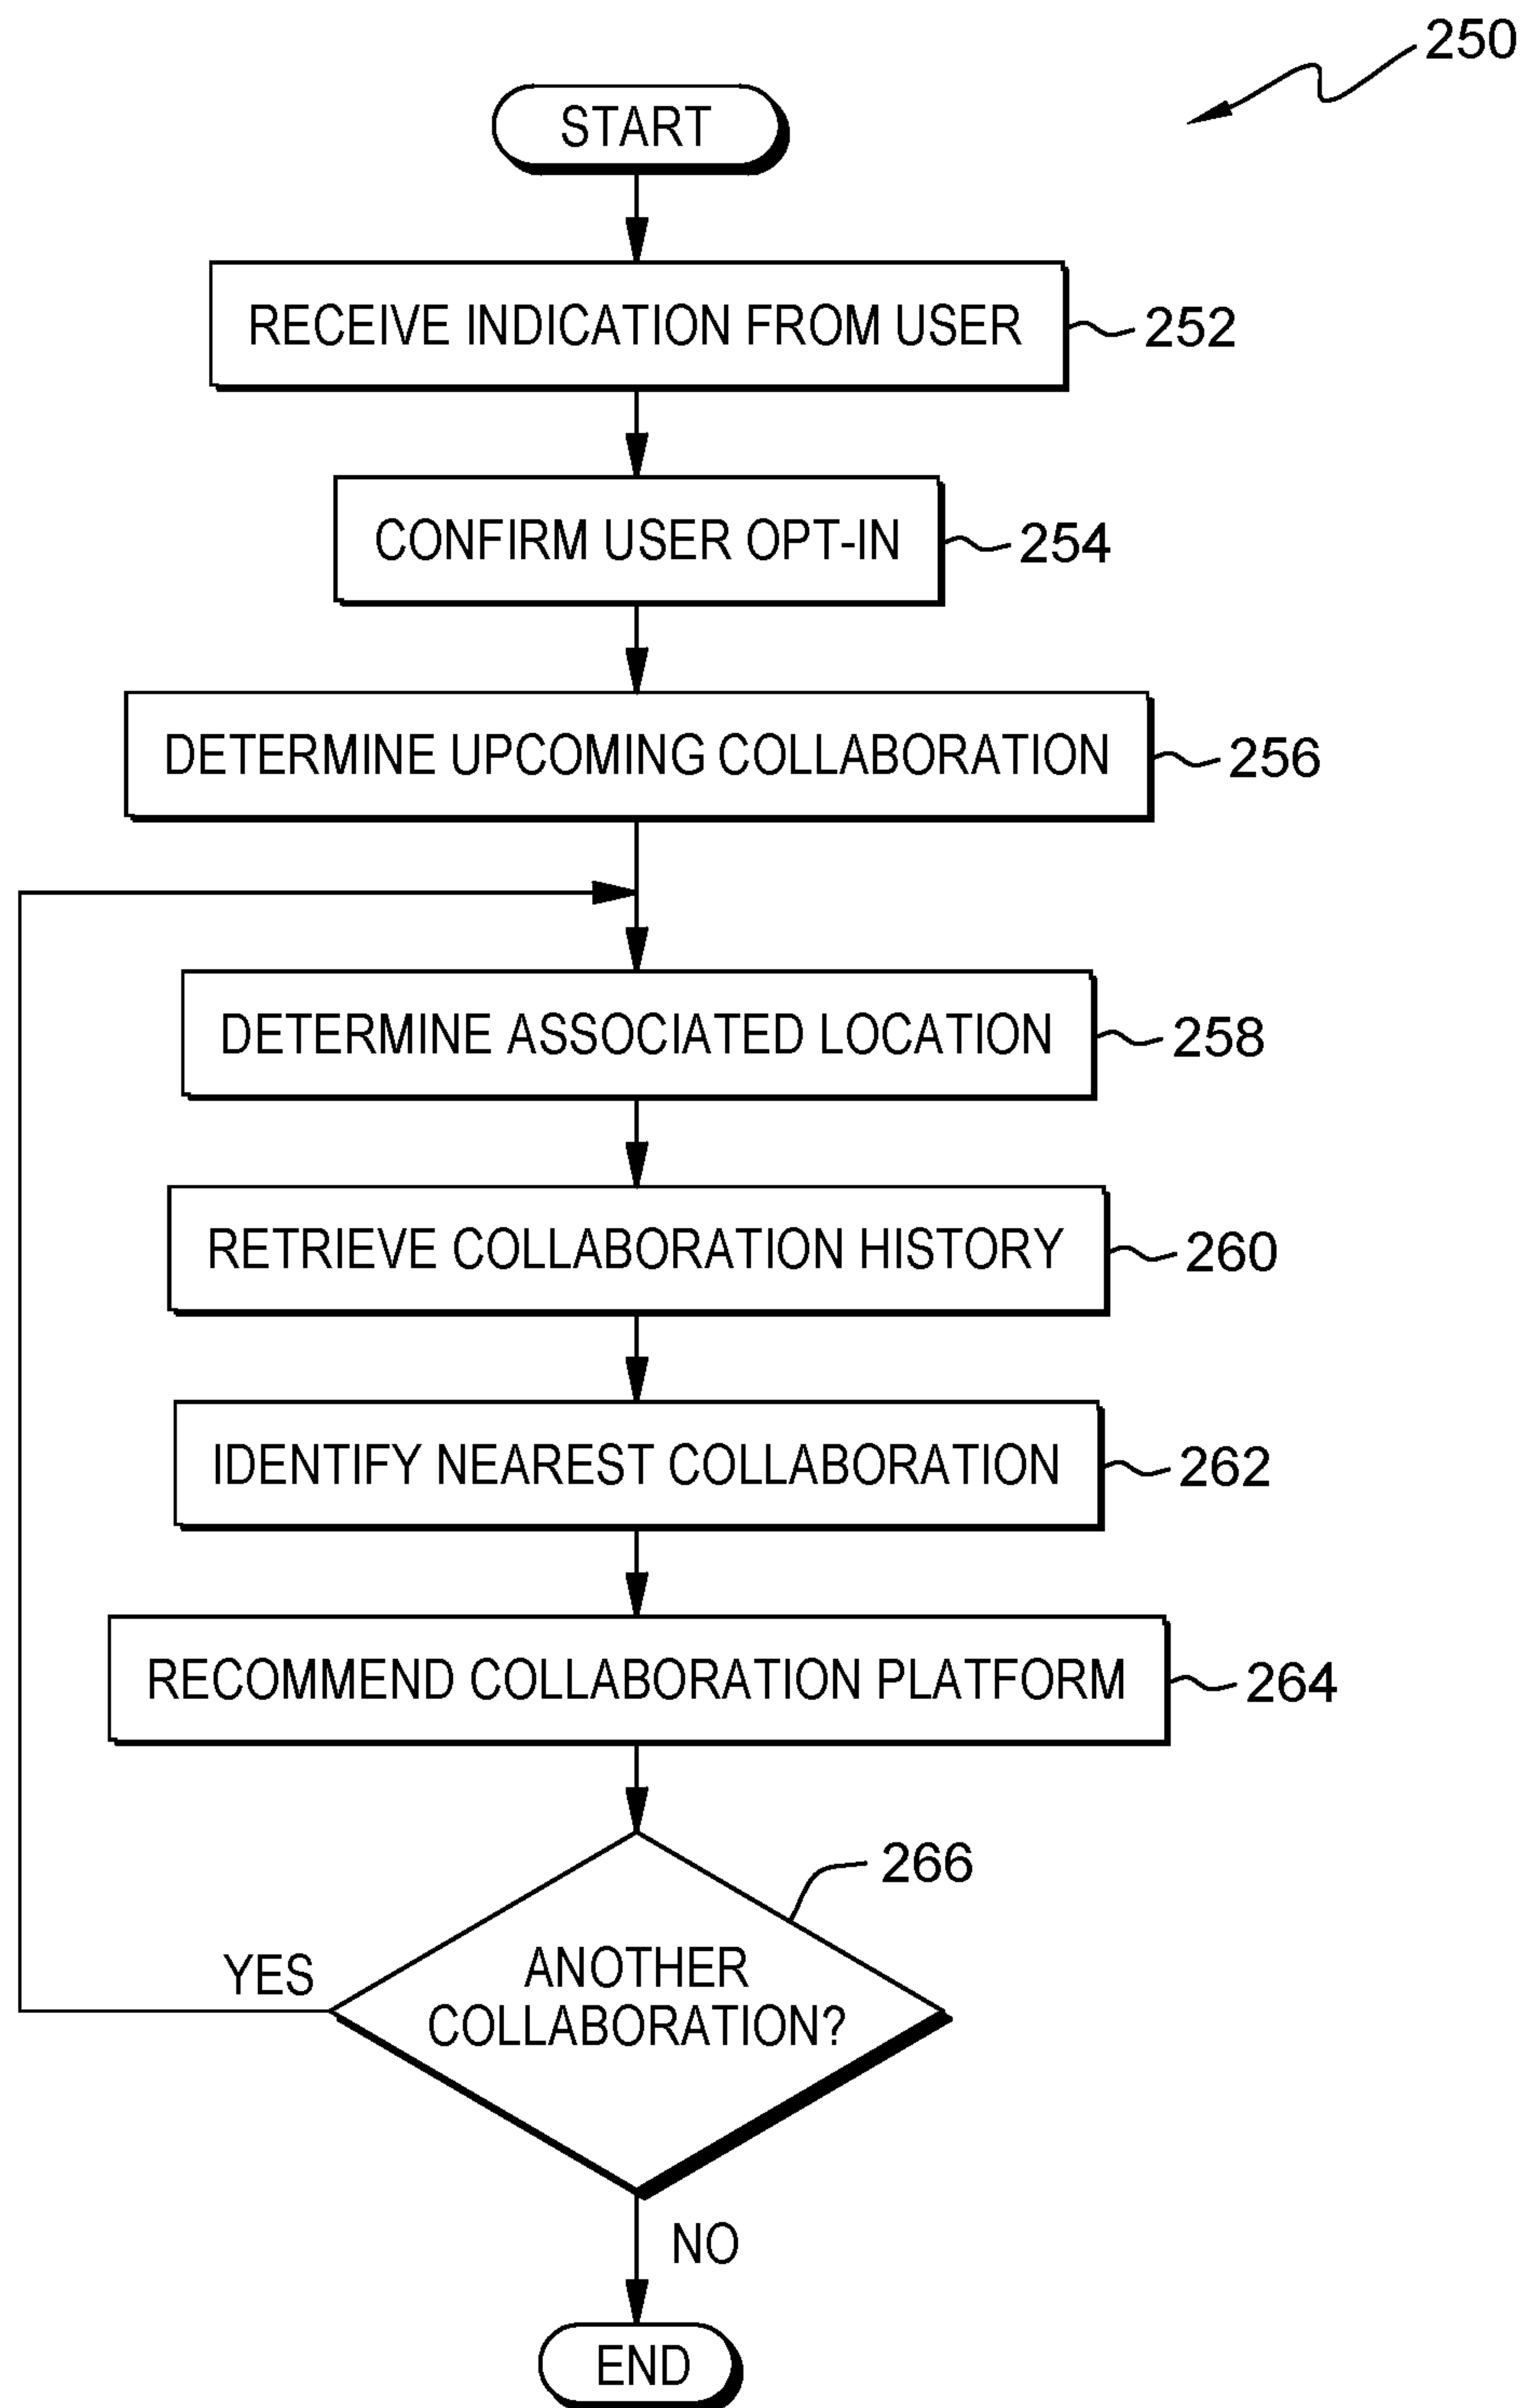 250
START
RECEIVE INDICATION FROM USER
252
CONFIRM USER OPT-IN
254
DETERMINE UPCOMING COLLABORATION
256
DETERMINE ASSOCIATED LOCATION
258
RETRIEVE COLLABORATION HISTORY
260
IDENTIFY NEAREST COLLABORATION
262
RECOMMEND COLLABORATION PLATFORM
264
266
YES
ANOTHER
COLLABORATION?
NO
END